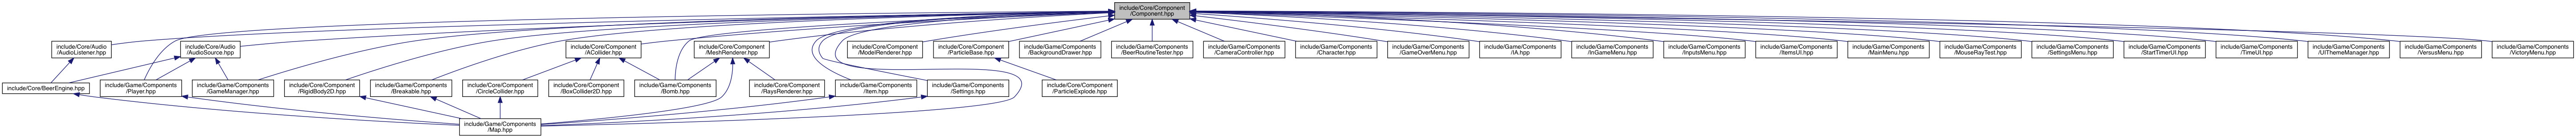 include/Core/Component
/Component.hpp
include/Core/Audio
/AudioListener.hpp
include/Core/Audio
/AudioSource.hpp
include/Core/Component
/ACollider.hpp
include/Core/Component
/MeshRenderer.hpp
include/Core/Component
/ModelRenderer.hpp
include/Core/Component
/ParticleBase.hpp
include/Game/Components
/BackgroundDrawer.hpp
include/Game/Components
/BeerRoutineTester.hpp
include/Game/Components
/CameraController.hpp
include/Game/Components
/Character.hpp
include/Game/Components
/GameOverMenu.hpp
include/Game/Components
/IA.hpp
include/Game/Components
/InGameMenu.hpp
include/Game/Components
/InputsMenu.hpp
include/Game/Components
/ItemsUI.hpp
include/Game/Components
/MainMenu.hpp
include/Game/Components
/MouseRayTest.hpp
include/Game/Components
/SettingsMenu.hpp
include/Game/Components
/StartTimerUI.hpp
include/Game/Components
/TimeUI.hpp
include/Game/Components
/UIThemeManager.hpp
include/Game/Components
/VersusMenu.hpp
include/Game/Components
/VictoryMenu.hpp
include/Core/BeerEngine.hpp
include/Game/Components
/Player.hpp
include/Game/Components
/GameManager.hpp
include/Core/Component
/RigidBody2D.hpp
include/Game/Components
/Breakable.hpp
include/Core/Component
/CircleCollider.hpp
include/Core/Component
/BoxCollider2D.hpp
include/Game/Components
/Bomb.hpp
include/Core/Component
/RaysRenderer.hpp
include/Game/Components
/Item.hpp
include/Game/Components
/Settings.hpp
include/Core/Component
/ParticleExplode.hpp
include/Game/Components
/Map.hpp